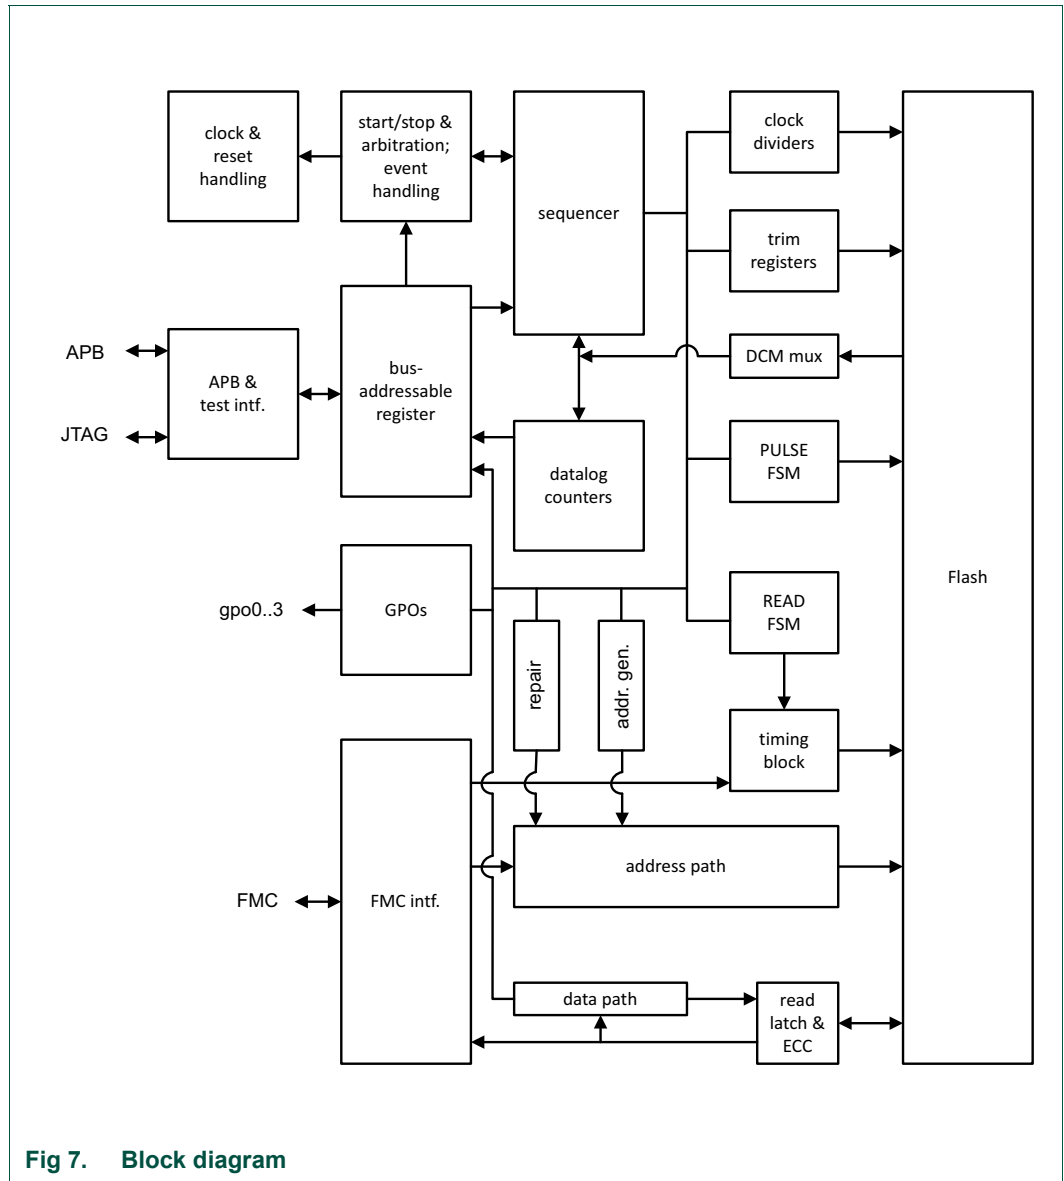 clock &
reset
handling
start/stop &
arbitration;
event
handling
sequencer
clock
dividers
trim
registers
APB
JTAG
APB &
test intf.
bus-
addressable
register
DCM mux
datalog
counters
PULSE
FSM
Flash
gpo0..3
GPOs
repair
addr. gen.
READ
FSM
timing
block
FMC
FMC intf.
address path
data path
read
latch &
ECC
Fig 7. Block diagram